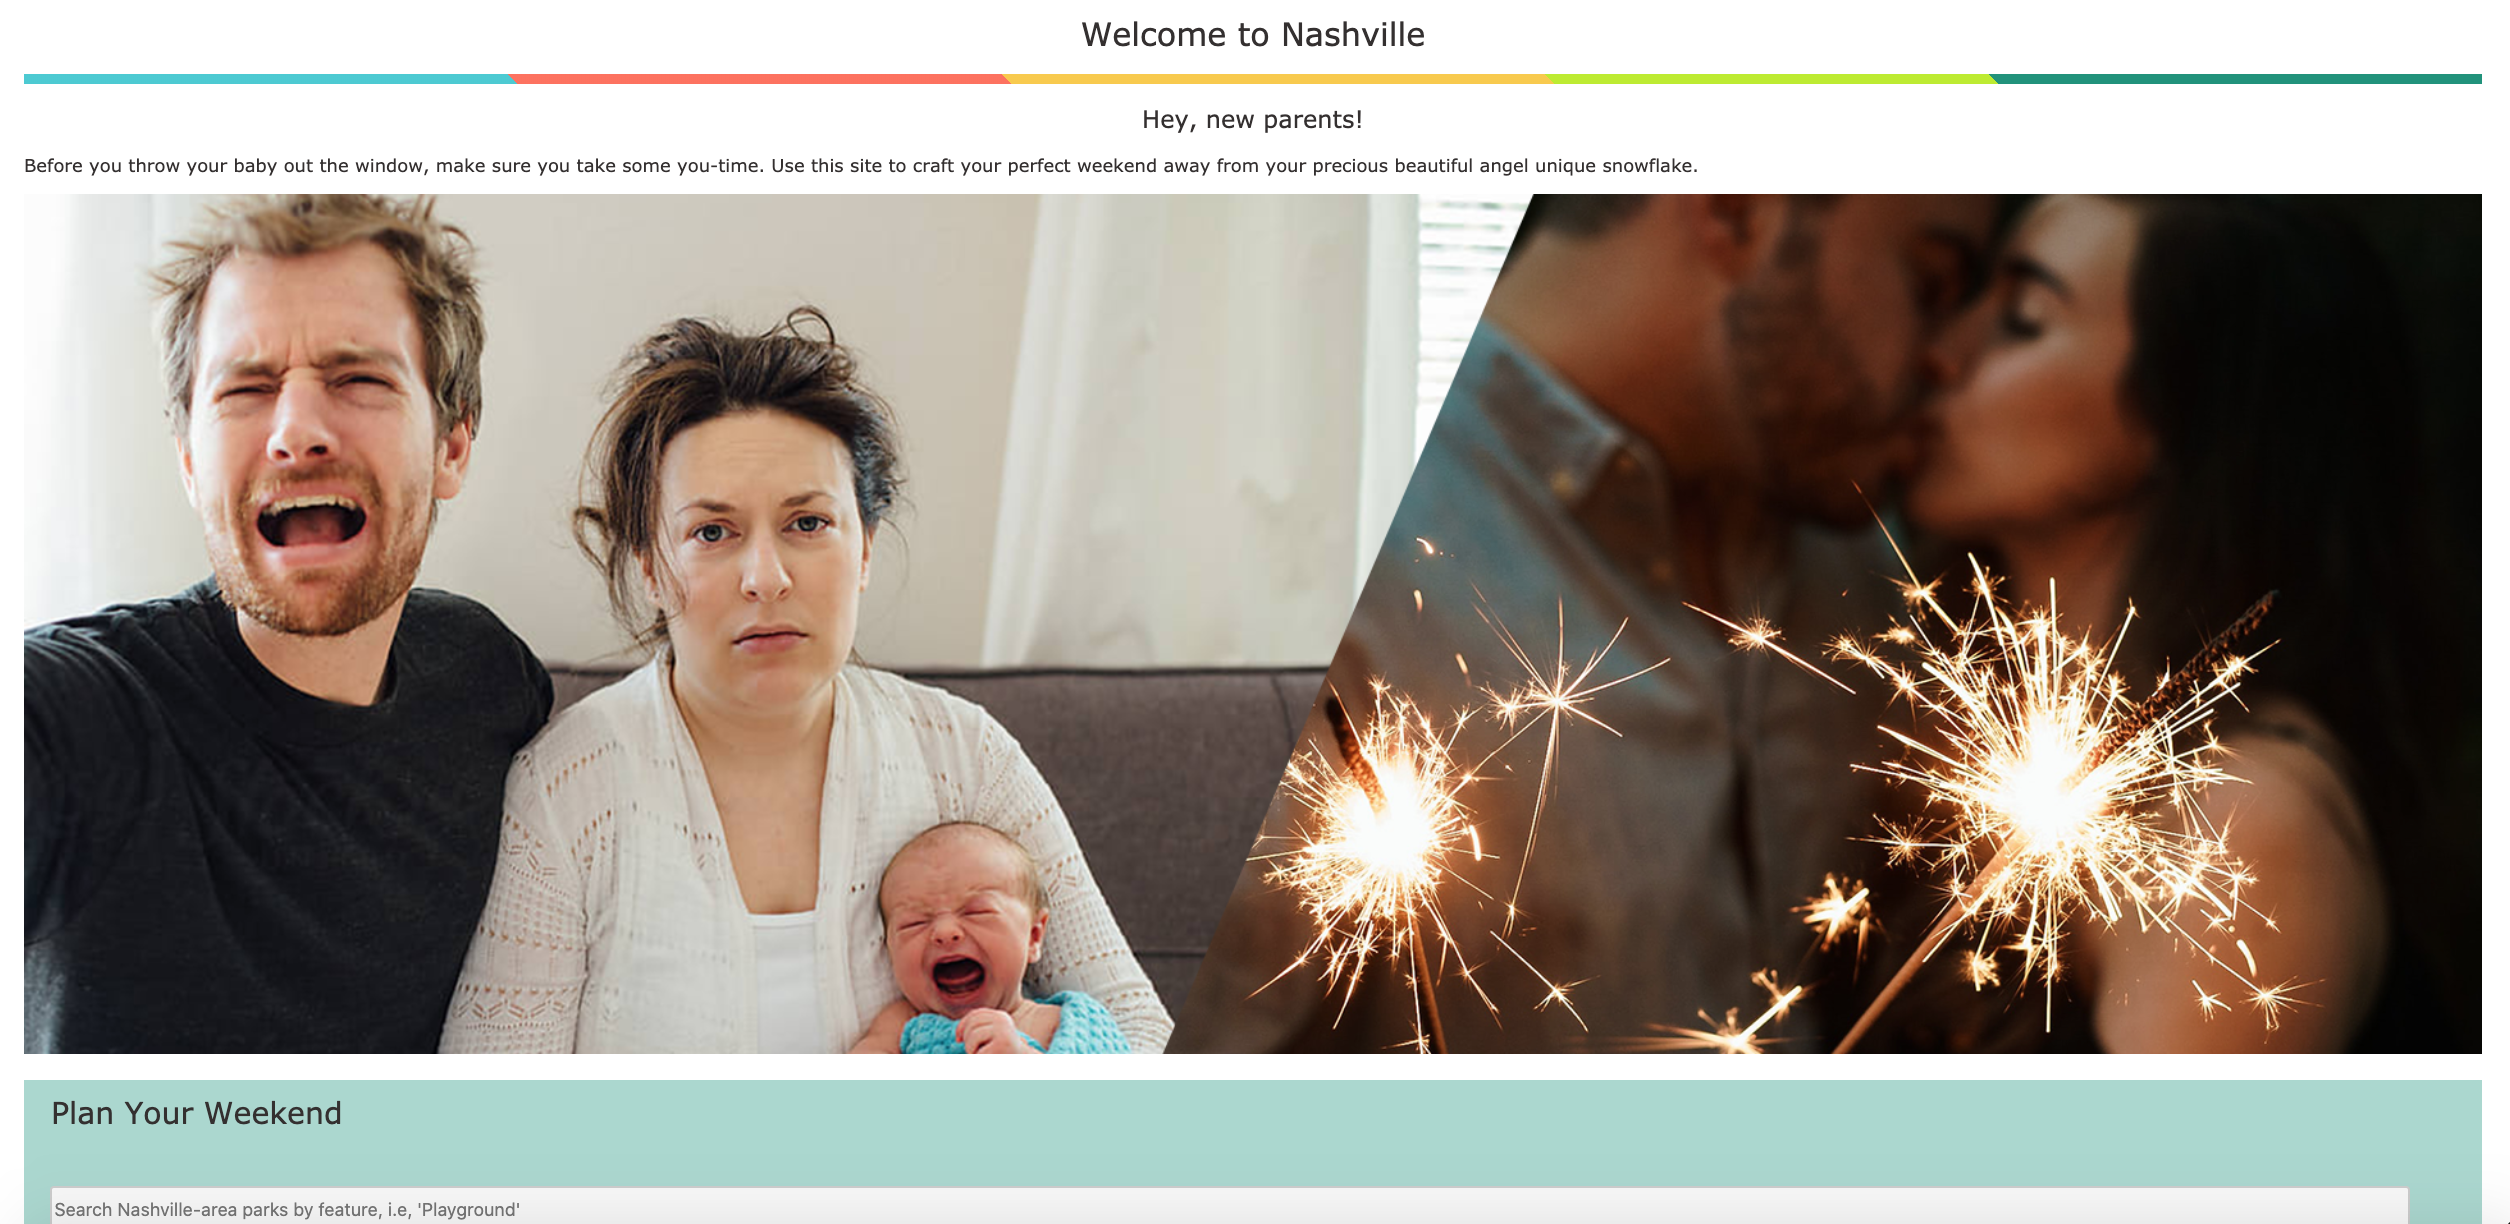 Welcome to Nashville
Hey, new parents!
Before you throw your baby out the window, make sure you take some you-time. Use this site to craft your perfect weekend away from your precious beautiful angel unique snowflake.
Plan Your Weekend
Search Nashville-area parks by feature, i.e, 'Playground'